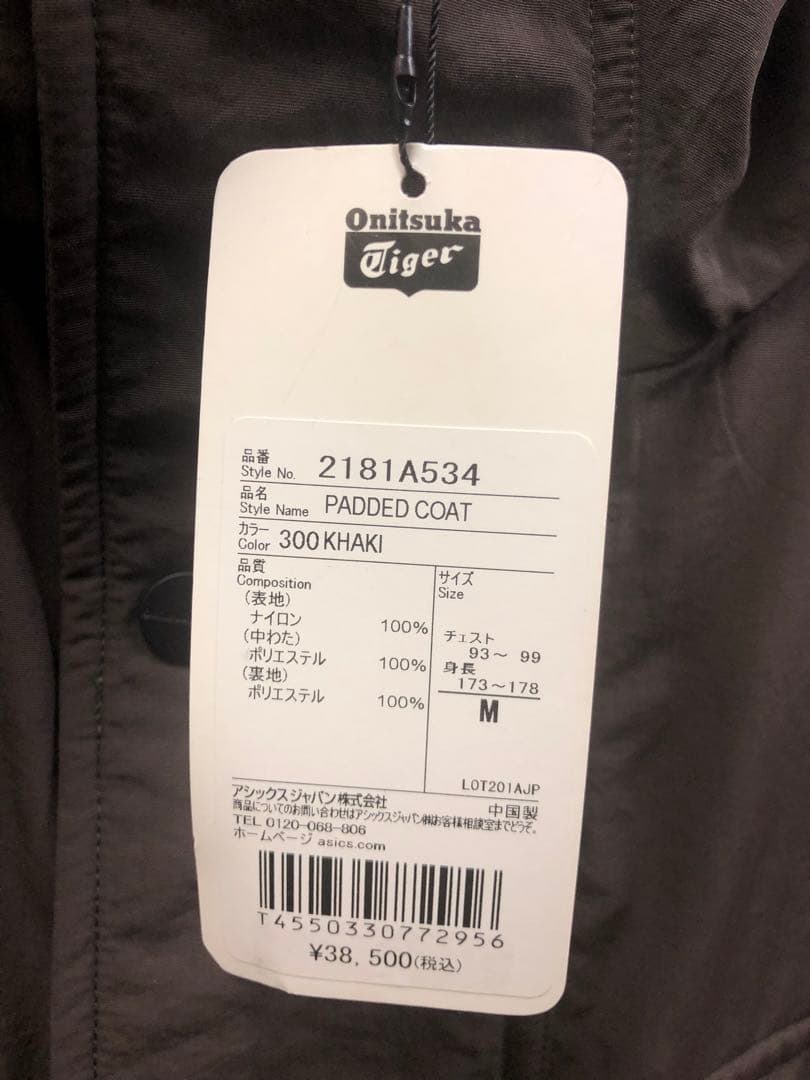 Onitsuka
Tiger
品番
Style No. 2181A534
品名
Style Name PADDED COAT
カラー
Color 300 KHAKI
品質
Composition
(表地)
ナイロン 100%
(中わた)
ポリエステル 100%
(裏地)
ポリエステル 100%
サイズ
Size
チェスト
93～ 99
身長
173～178
M
LOT201AJP
アシックスジャパン株式会社 中国製
商品についてのお問い合わせはアシックスジャパン㈱お客様相談室までどうぞ。
TEL 0120-068-806
ホームページ asics.com
T4550330772956
¥38,500(税込)